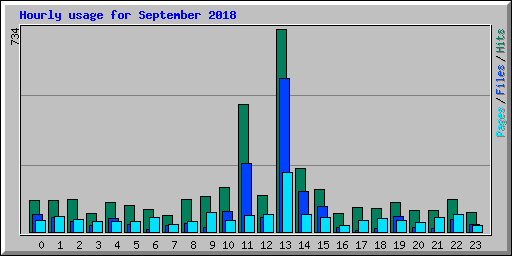 Hourly usage for September 2018
734
Pages/Files/Hits
0 1 2 3 4 5 6 7 8 9 10 11 12 13 14 15 16 17 18 19 20 21 22 23